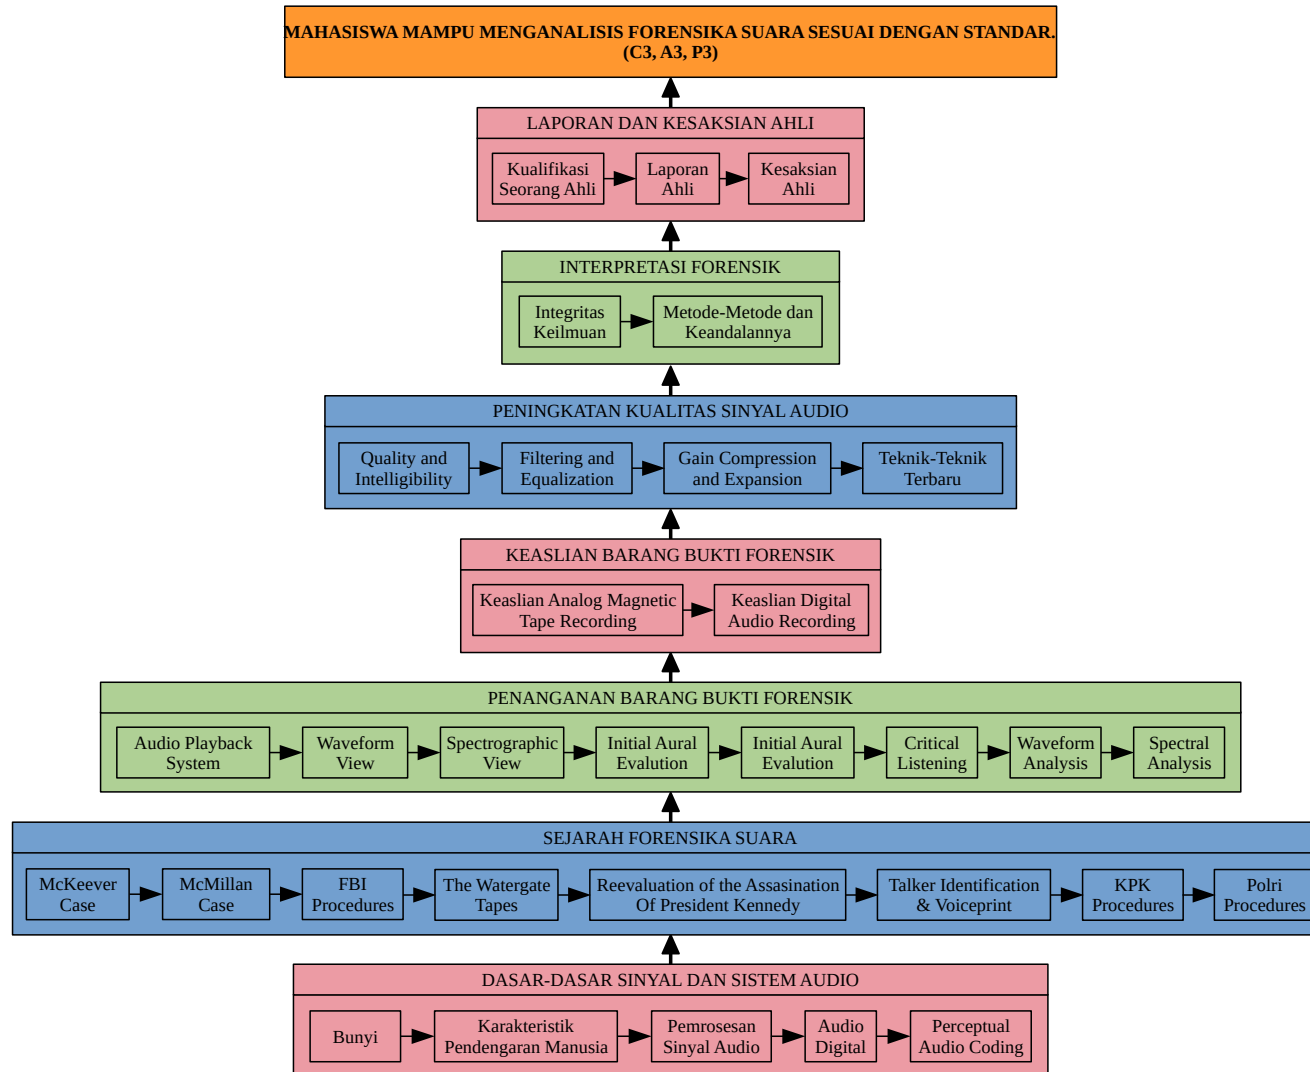 MAHASISWA MAMPU MENGANALISIS FORENSIKA SUARA SESUAI DENGAN STANDAR.
(C3, A3, P3)
LAPORAN DAN KESAKSIAN AHLI
Kualifikasi
Seorang Ahli
Laporan
Ahli
Kesaksian
Ahli
INTERPRETASI FORENSIK
Integritas
Keilmuan
Metode-Metode dan
Keandalannya
PENINGKATAN KUALITAS SINYAL AUDIO
Quality and
Intelligibility
Filtering and
Equalization
Gain Compression
and Expansion
Teknik-Teknik
Terbaru
KEASLIAN BARANG BUKTI FORENSIK
Keaslian Analog Magnetic
Tape Recording
Keaslian Digital
Audio Recording
PENANGANAN BARANG BUKTI FORENSIK
Audio Playback
System
Waveform
View
Spectrographic
View
Initial Aural
Evalution
Initial Aural
Evalution
Critical
Listening
Waveform
Analysis
Spectral
Analysis
SEJARAH FORENSIKA SUARA
McKeever
Case
McMillan
Case
FBI
Procedures
The Watergate
Tapes
Reevaluation of the Assasination
Of President Kennedy
Talker Identification
& Voiceprint
KPK
Procedures
Polri
Procedures
DASAR-DASAR SINYAL DAN SISTEM AUDIO
Bunyi
Karakteristik
Pendengaran Manusia
Pemrosesan
Sinyal Audio
Audio
Digital
Perceptual
Audio Coding